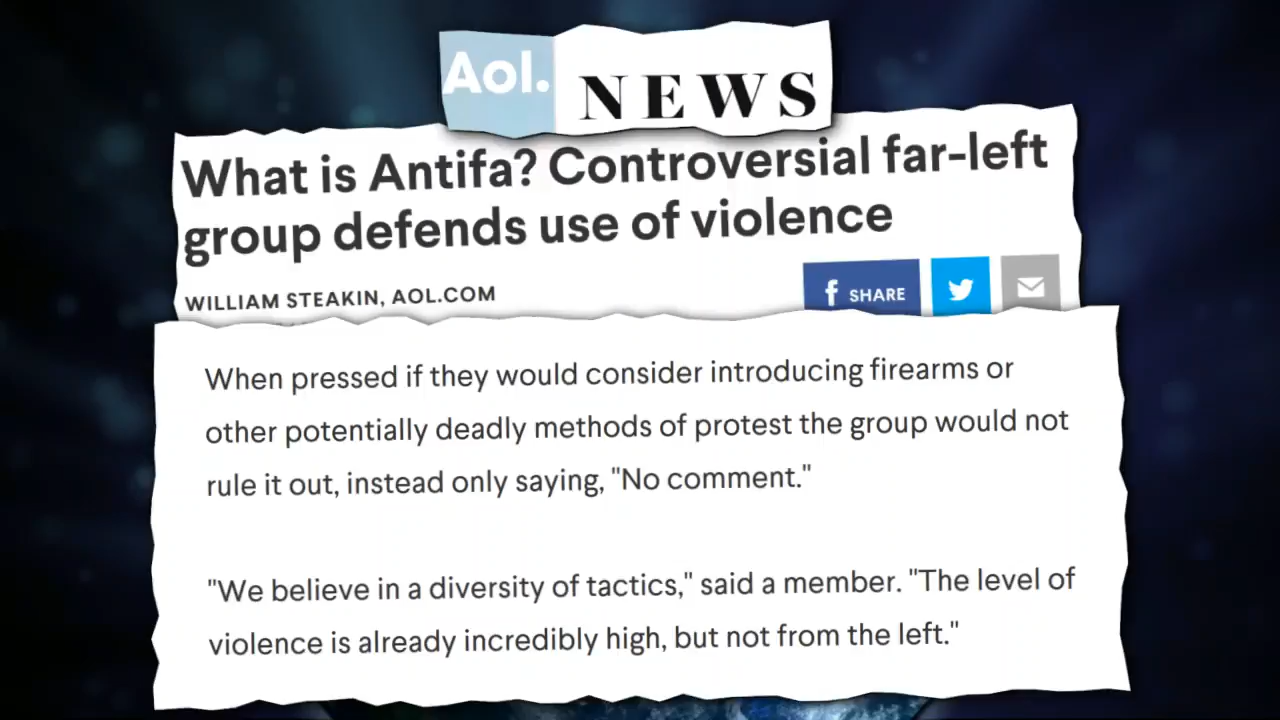 Aol. NEWS
What is Antifa? Controversial far-left
group defends use of violence
WILLIAM STEAKIN, AOL.COM
f SHARE
When pressed if they would consider introducing firearms or
other potentially deadly methods of protest the group would not
rule it out, instead only saying, "No comment."
"We believe in a diversity of tactics," said a member. "The level of
violence is already incredibly high, but not from the left."